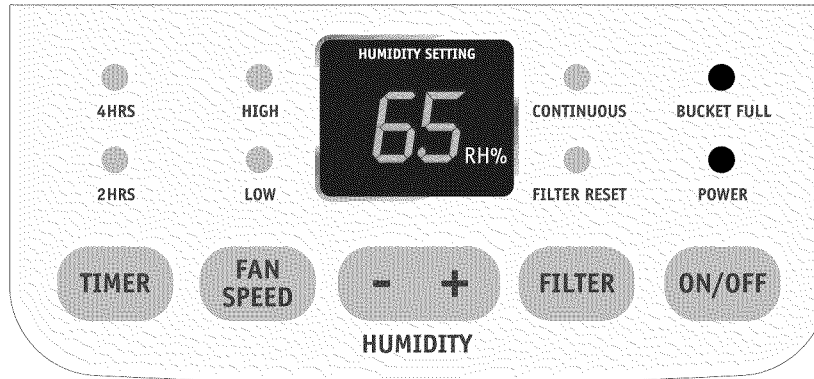 HUMIDITY SETTING
65 RH%
4HRS
HIGH
CONTINUOUS
BUCKET FULL
2HRS
LOW
FILTER RESET
POWER
TIMER
FAN
SPEED
- +
FILTER
ON/OFF
HUMIDITY